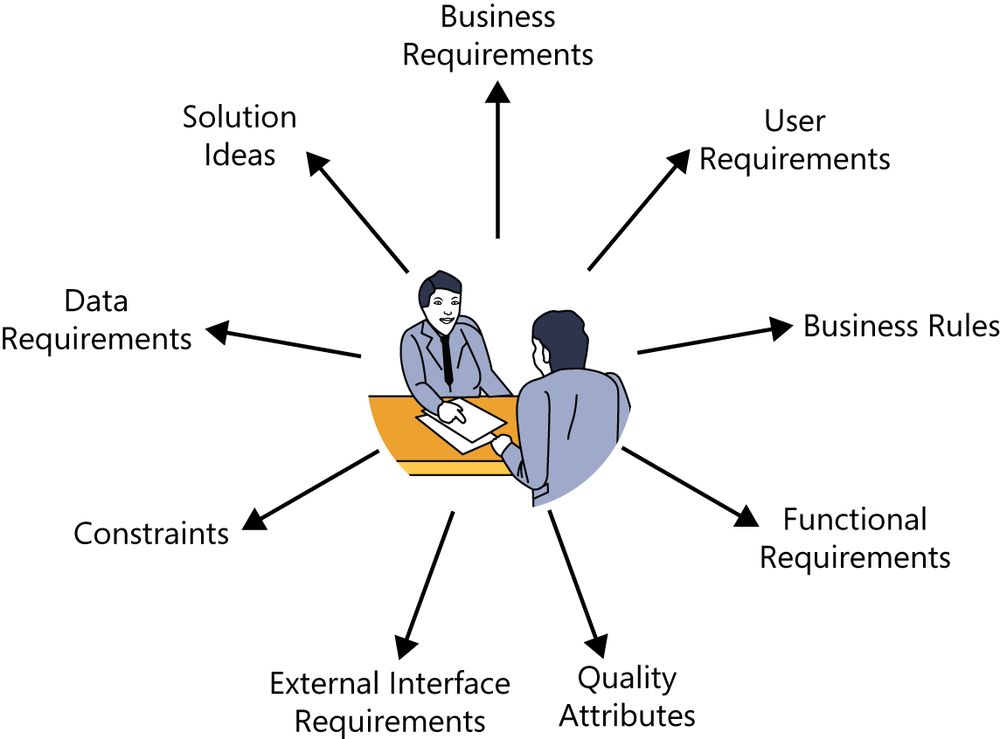 Business
Requirements
User
Requirements
Business Rules
Functional
Requirements
Quality
Attributes
External Interface
Requirements
Constraints
Data
Requirements
Solution
Ideas